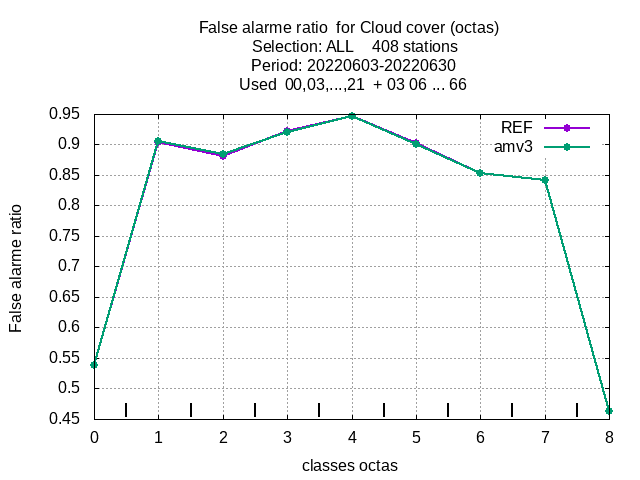 False alarme ratio  for Cloud cover (octas)
Selection: ALL    408 stations
Period: 20220603-20220630
Used  00,03,...,21  + 03 06 ... 66
REF
amv3
False alarme ratio
0.95
0.9
0.85
0.8
0.75
0.7
0.65
0.6
0.55
0.5
0.45
0 1 2 3 4 5 6 7 8
classes octas